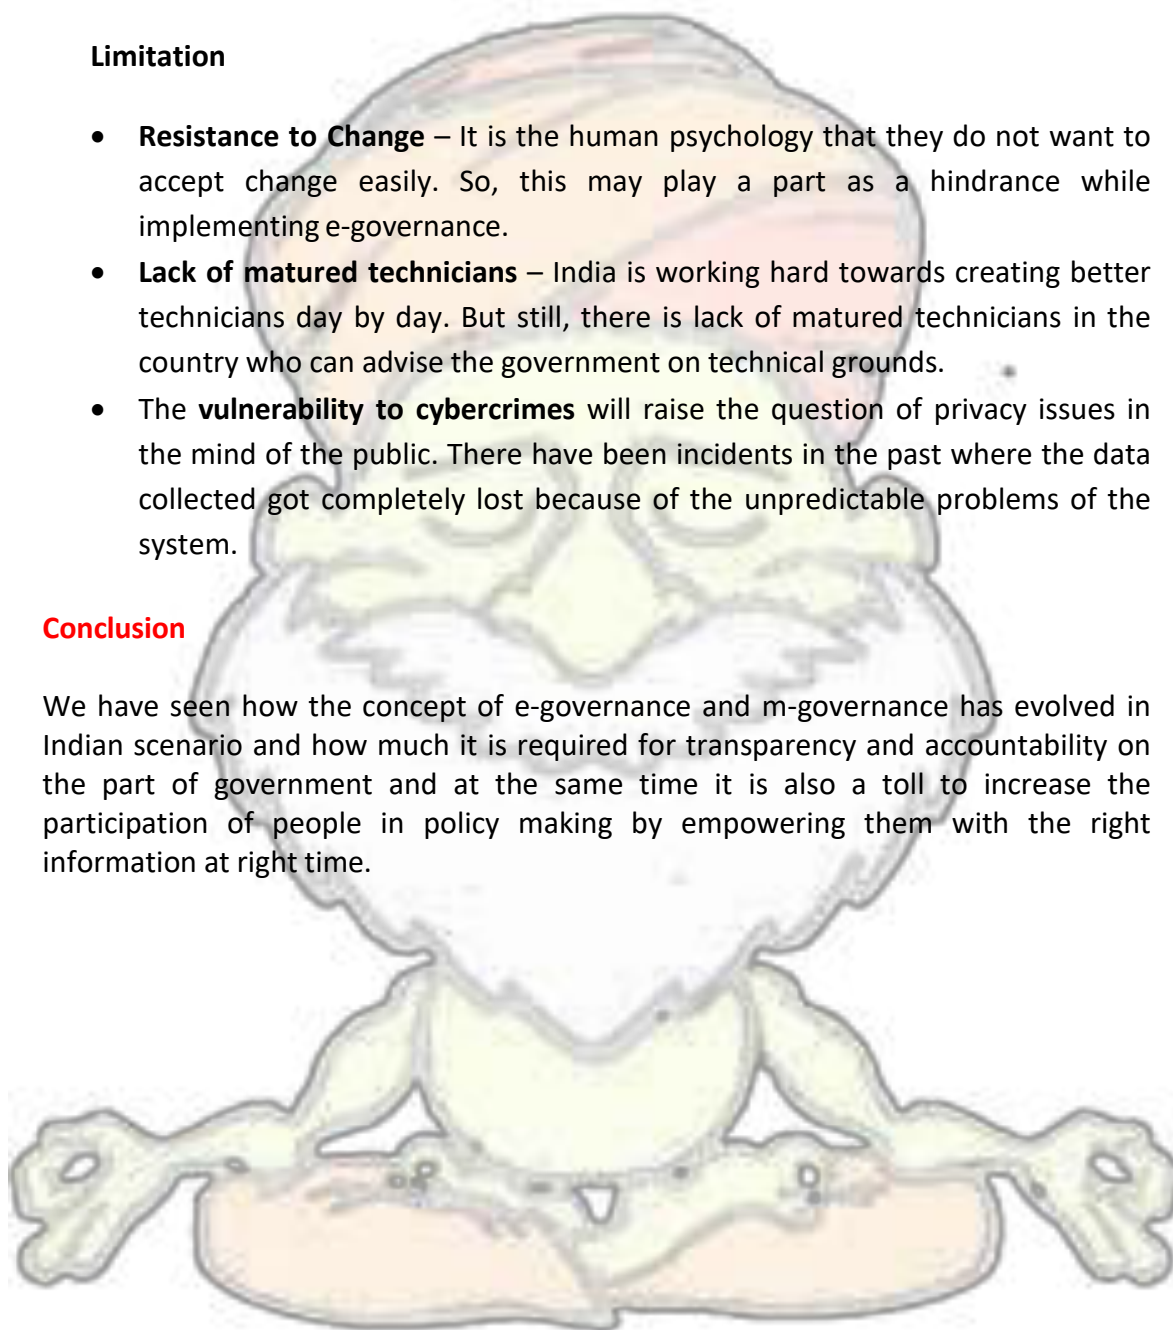 Limitation
• Resistance to Change – It is the human psychology that they do not want to
accept change easily. So, this may play a part as a hindrance while
implementing e-governance.
• Lack of matured technicians – India is working hard towards creating better
technicians day by day. But still, there is lack of matured technicians in the
country who can advise the government on technical grounds.
• The vulnerability to cybercrimes will raise the question of privacy issues in
the mind of the public. There have been incidents in the past where the data
collected got completely lost because of the unpredictable problems of the
system.
Conclusion
We have seen how the concept of e-governance and m-governance has evolved in
Indian scenario and how much it is required for transparency and accountability on
the part of government and at the same time it is also a toll to increase the
participation of people in policy making by empowering them with the right
information at right time.